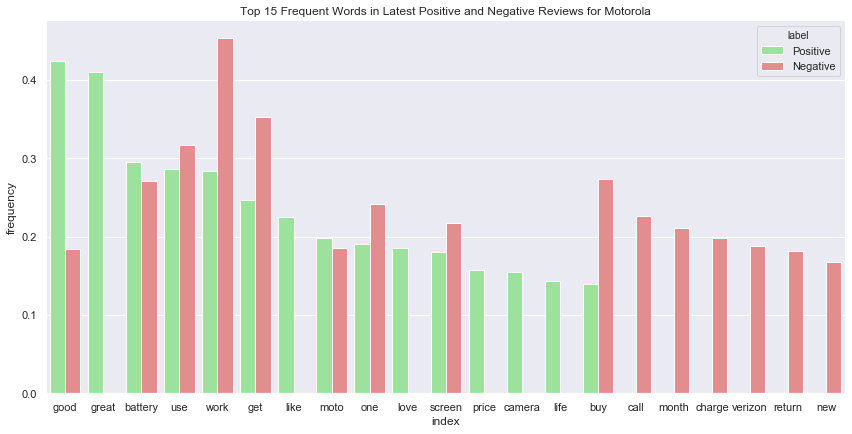 Top 15 Frequent Words in Latest Positive and Negative Reviews for Motorola
label
Positive
Negative
0.4
0.3
0.2
0.1
0.0
frequency
good great battery use work get like moto one love screen price camera life buy call month charge verizon return new
index